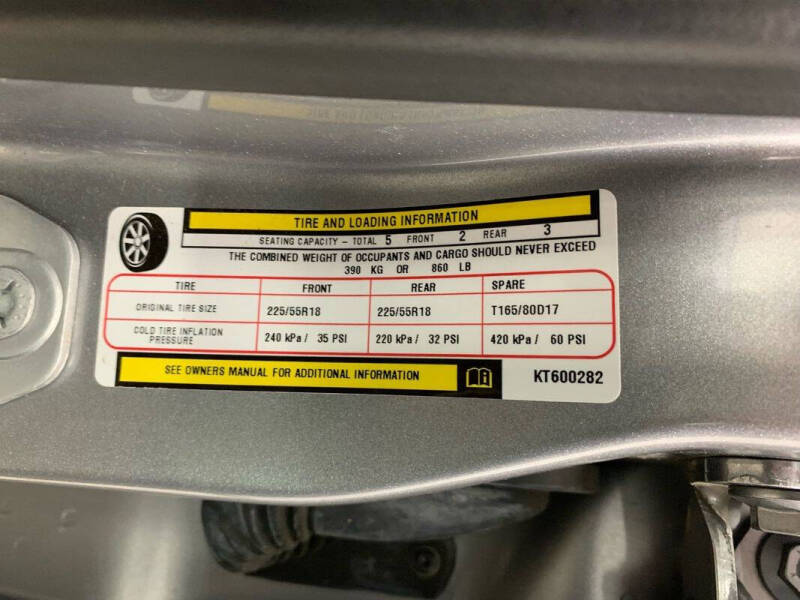 TIRE AND LOADING INFORMATION
SEATING CAPACITY - TOTAL 5 FRONT 2 REAR 3
THE COMBINED WEIGHT OF OCCUPANTS AND CARGO SHOULD NEVER EXCEED
390 KG OR 860 LB
TIRE FRONT REAR SPARE
ORIGINAL TIRE SIZE 225/55R18 225/55R18 T165/80D17
COLD TIRE INFLATION PRESSURE 240 kPa / 35 PSI 220 kPa / 32 PSI 420 kPa / 60 PSI
SEE OWNERS MANUAL FOR ADDITIONAL INFORMATION
KT600282